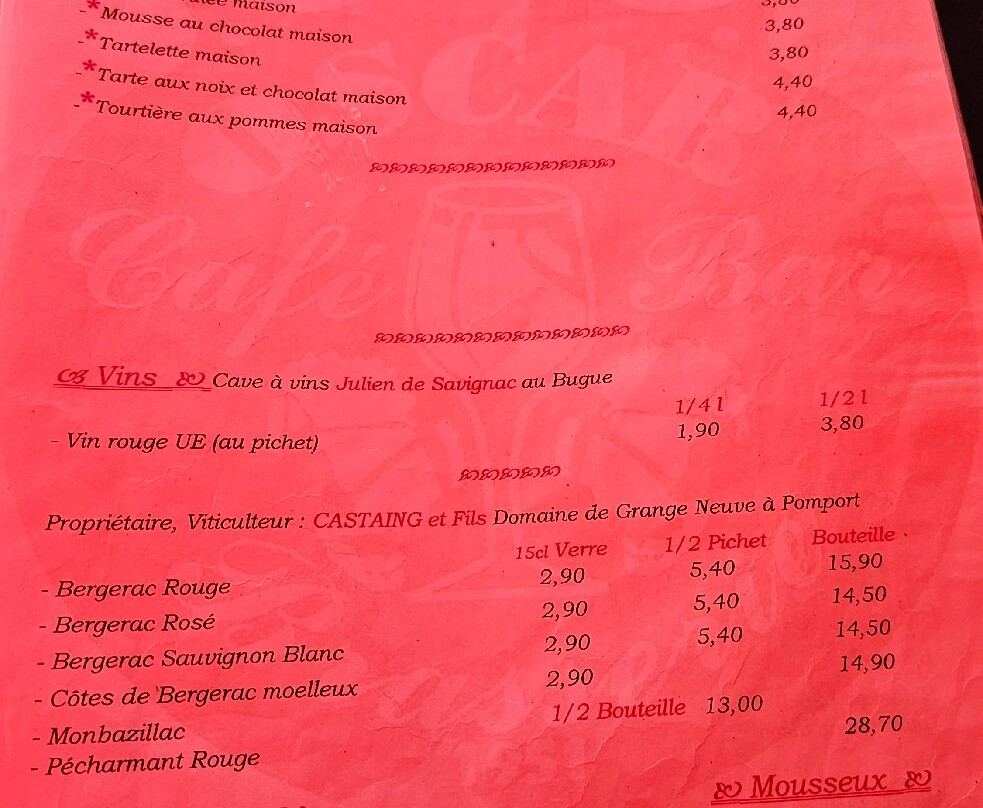 maison
-*Mousse au chocolat maison 3,80
-*Tartelette maison 3,80
-*Tarte aux noix et chocolat maison 4,40
-*Tourtière aux pommes maison 4,40
OSCAR
Café Bar
Vins Cave à vins Julien de Savignac au Bugue
1/4 l 1/2 l
- Vin rouge UE (au pichet) 1,90 3,80
Propriétaire, Viticulteur : CASTAING et Fils Domaine de Grange Neuve à Pomport
15cl Verre 1/2 Pichet Bouteille
- Bergerac Rouge 2,90 5,40 15,90
- Bergerac Rosé 2,90 5,40 14,50
- Bergerac Sauvignon Blanc 2,90 5,40 14,50
- Côtes de Bergerac moelleux 2,90 14,90
- Monbazillac 1/2 Bouteille 13,00
- Pécharmant Rouge 28,70
Mousseux